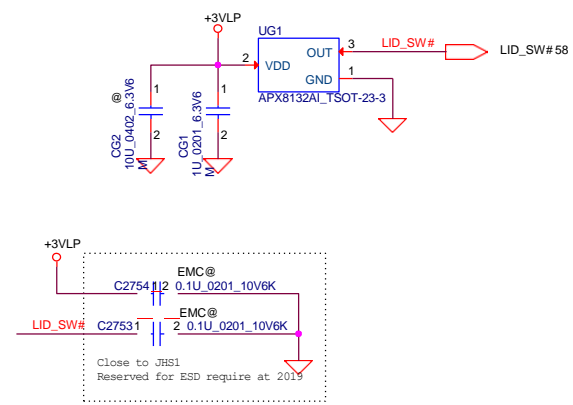 +3VLP
UG1
2
VDD
OUT
3
LID_SW#
LID_SW# 58
GND
1
APX8132AI_TSOT-23-3
@
1
2
CG2
10U_0402_6.3V6
M
1
2
CG1
1U_0201_6.3V6
M
+3VLP
EMC@
C2754 1 2 0.1U_0201_10V6K
EMC@
LID_SW# C2753 1 2 0.1U_0201_10V6K
Close to JHS1
Reserved for ESD require at 2019